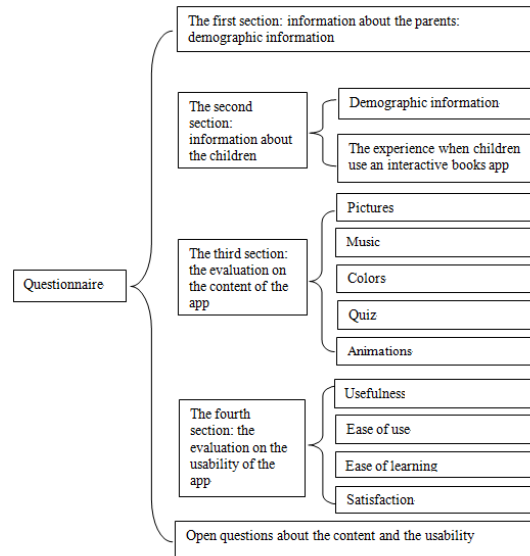 The first section: information about the parents:
demographic information
The second
section:
information about
the children
Demographic information
The experience when children
use an interactive books app
The third section:
the evaluation on
the content of the
app
Pictures
Music
Colors
Quiz
Animations
Questionnaire
The fourth
section: the
evaluation on the
usability of the
app
Usefulness
Ease of use
Ease of learning
Satisfaction
Open questions about the content and the usability